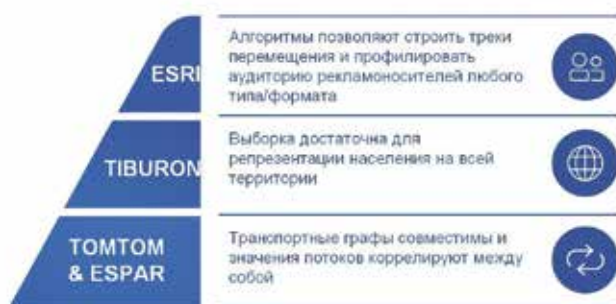 ESRI
Алгоритмы позволяют строить треки
перемещения и профилировать
аудиторию рекламоносителей любого
типа/формата
TIBURON
Выборка достаточна для
репрезентации населения на всей
территории
TOMTOM
& ESPAR
Транспортные графы совместимы и
значения потоков коррелируют между
собой